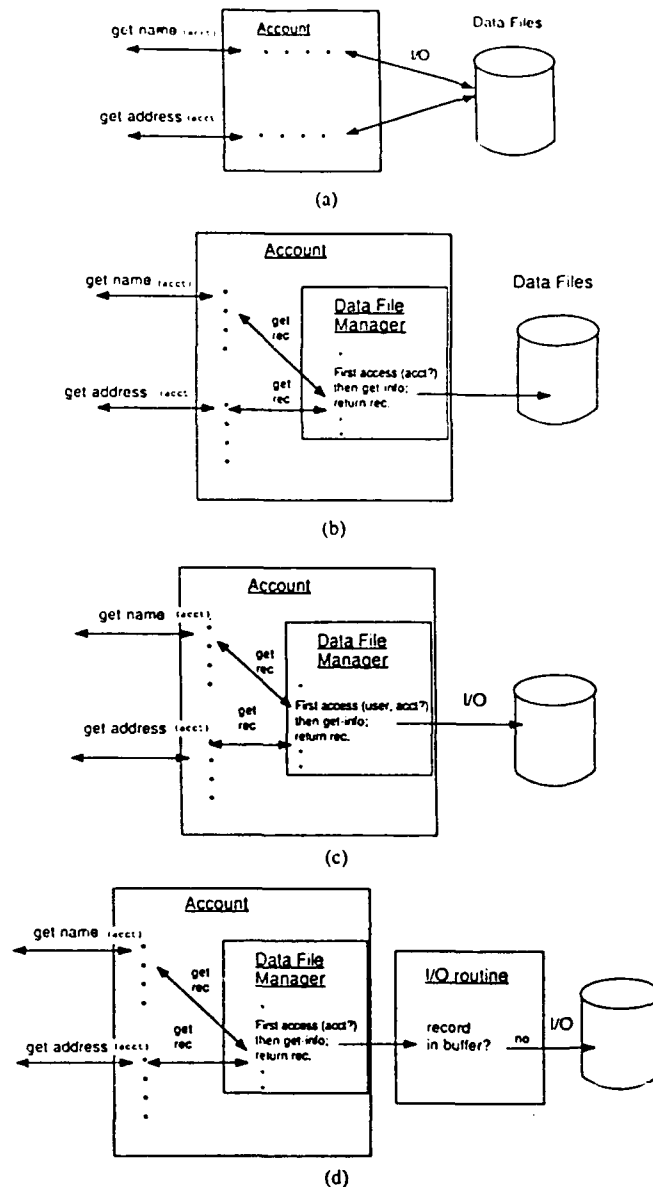 get name (acct)
Account
Data Files
I/O
get address (acct
(a)
Account
get name (acct)
get
rec
Data File
Manager
Data Files
First access (acct?)
then get-info;
return rec.
get address (acct
get
rec
(b)
Account
get name (acct)
get
rec
Data File
Manager
First access (user, acct?)
then get-info;
return rec.
I/O
get address (acct)
get
rec
(c)
Account
get name (acct)
get
rec
Data File
Manager
I/O routine
First access (acct?)
then get-info;
return rec.
record
in buffer?
no
I/O
get address (acct)
get
rec
(d)